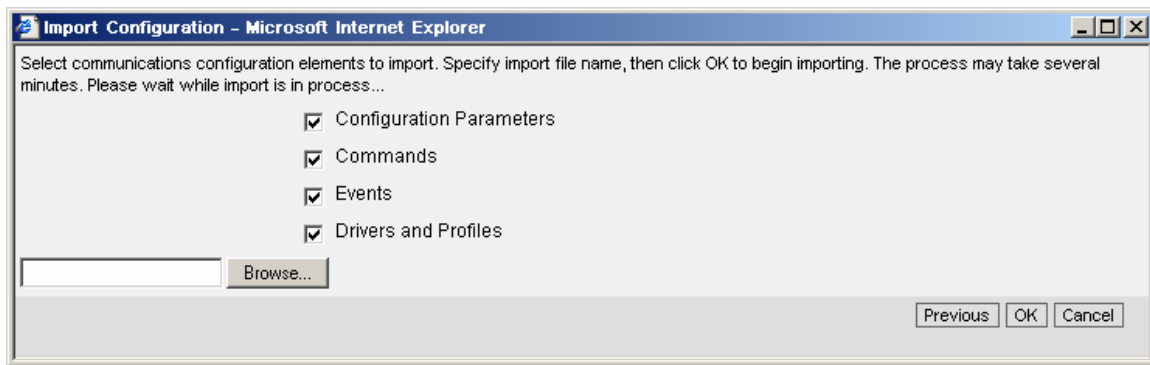 Import Configuration - Microsoft Internet Explorer
Select communications configuration elements to import. Specify import file name, then click OK to begin importing. The process may take several
minutes. Please wait while import is in process...
Configuration Parameters
Commands
Events
Drivers and Profiles
Browse...
Previous OK Cancel